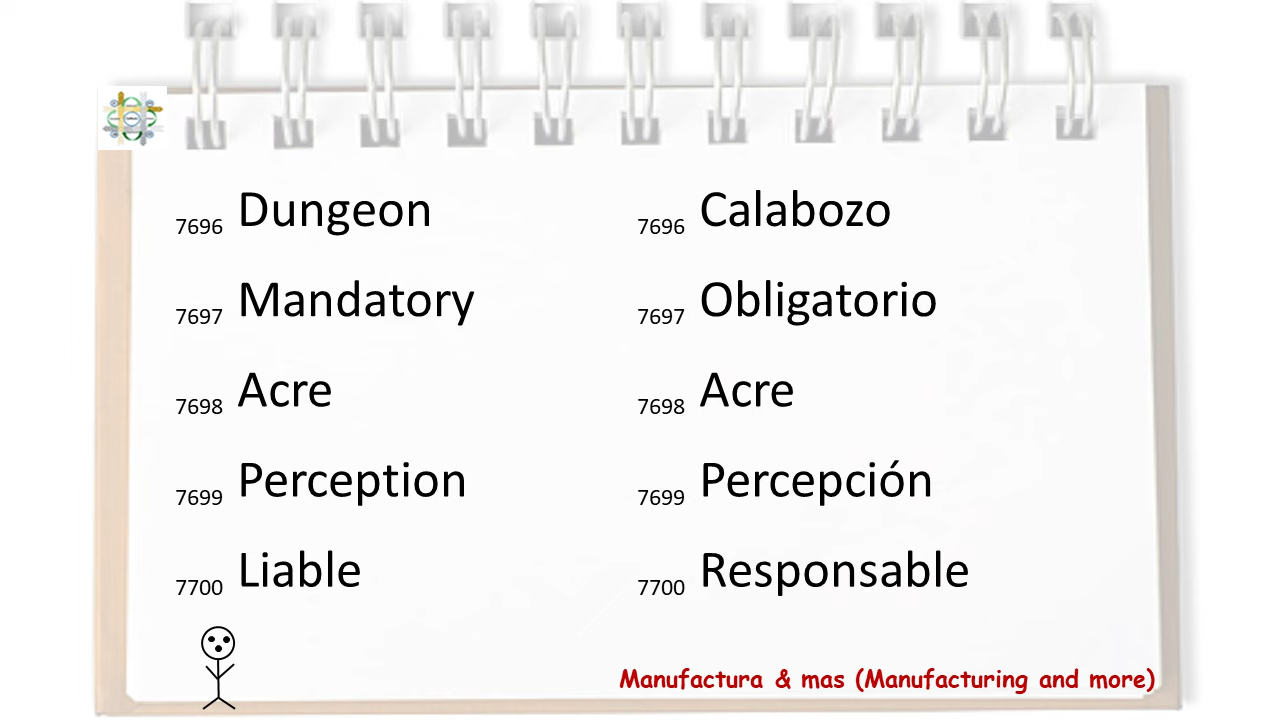 7696 Dungeon 7696 Calabozo
7697 Mandatory 7697 Obligatorio
7698 Acre 7698 Acre
7699 Perception 7699 Percepción
7700 Liable 7700 Responsable
Manufactura & mas (Manufacturing and more)